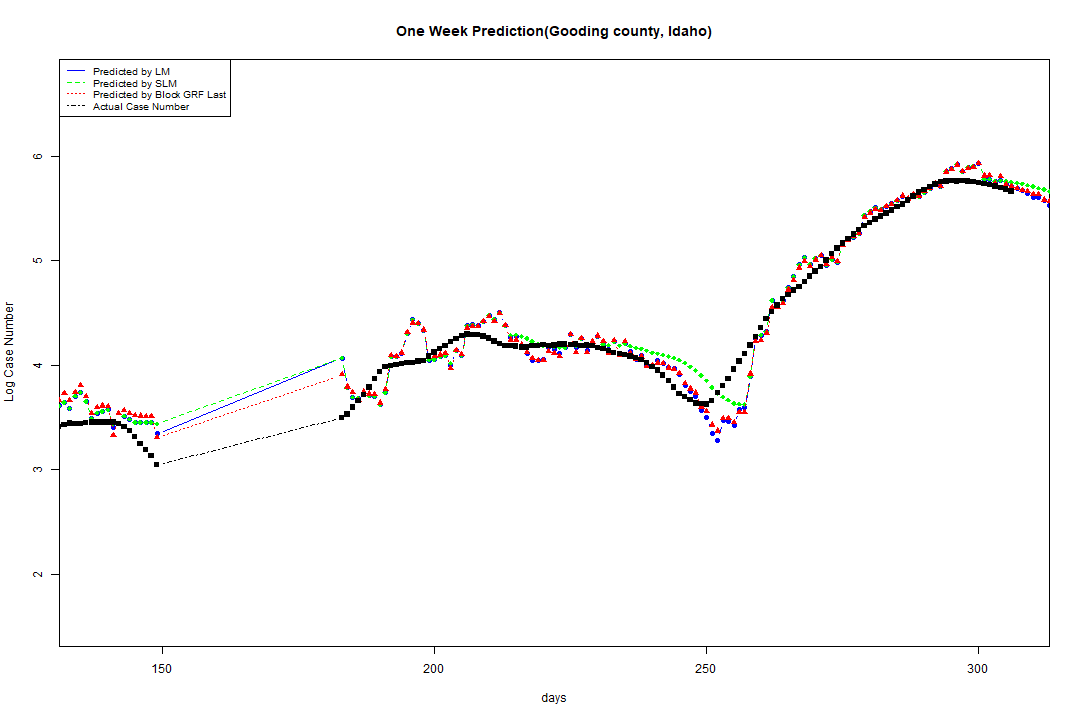 One Week Prediction(Gooding county, Idaho)
Predicted by LM
Predicted by SLM
Predicted by Block GRF Last
Actual Case Number
Log Case Number
6
5
4
3
2
150
200
250
300
days